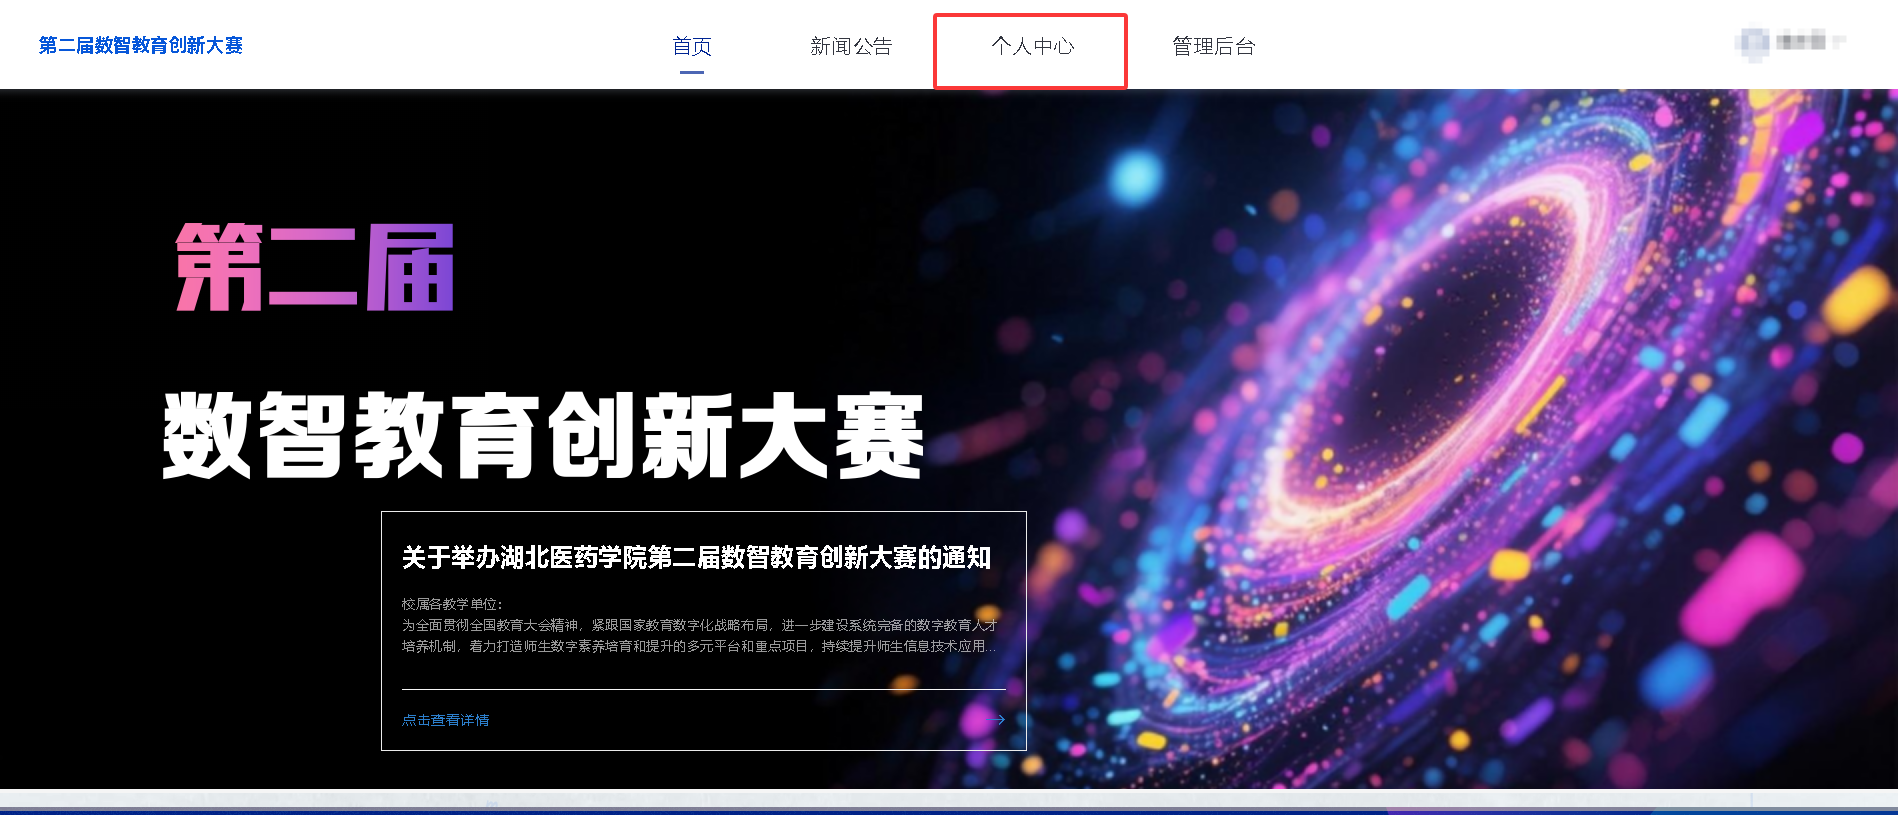 第二届数智教育创新大赛
首页
新闻公告
个人中心
管理后台
第二届
数智教育创新大赛
关于举办湖北医药学院第二届数智教育创新大赛的通知
校属各教学单位：
为全面贯彻全国教育大会精神，紧跟国家教育数字化战略布局，进一步建设系统完备的数字教育人才
培养机制，着力打造师生数字素养培育和提升的多元平台和重点项目，持续提升师生信息技术应用...
点击查看详情